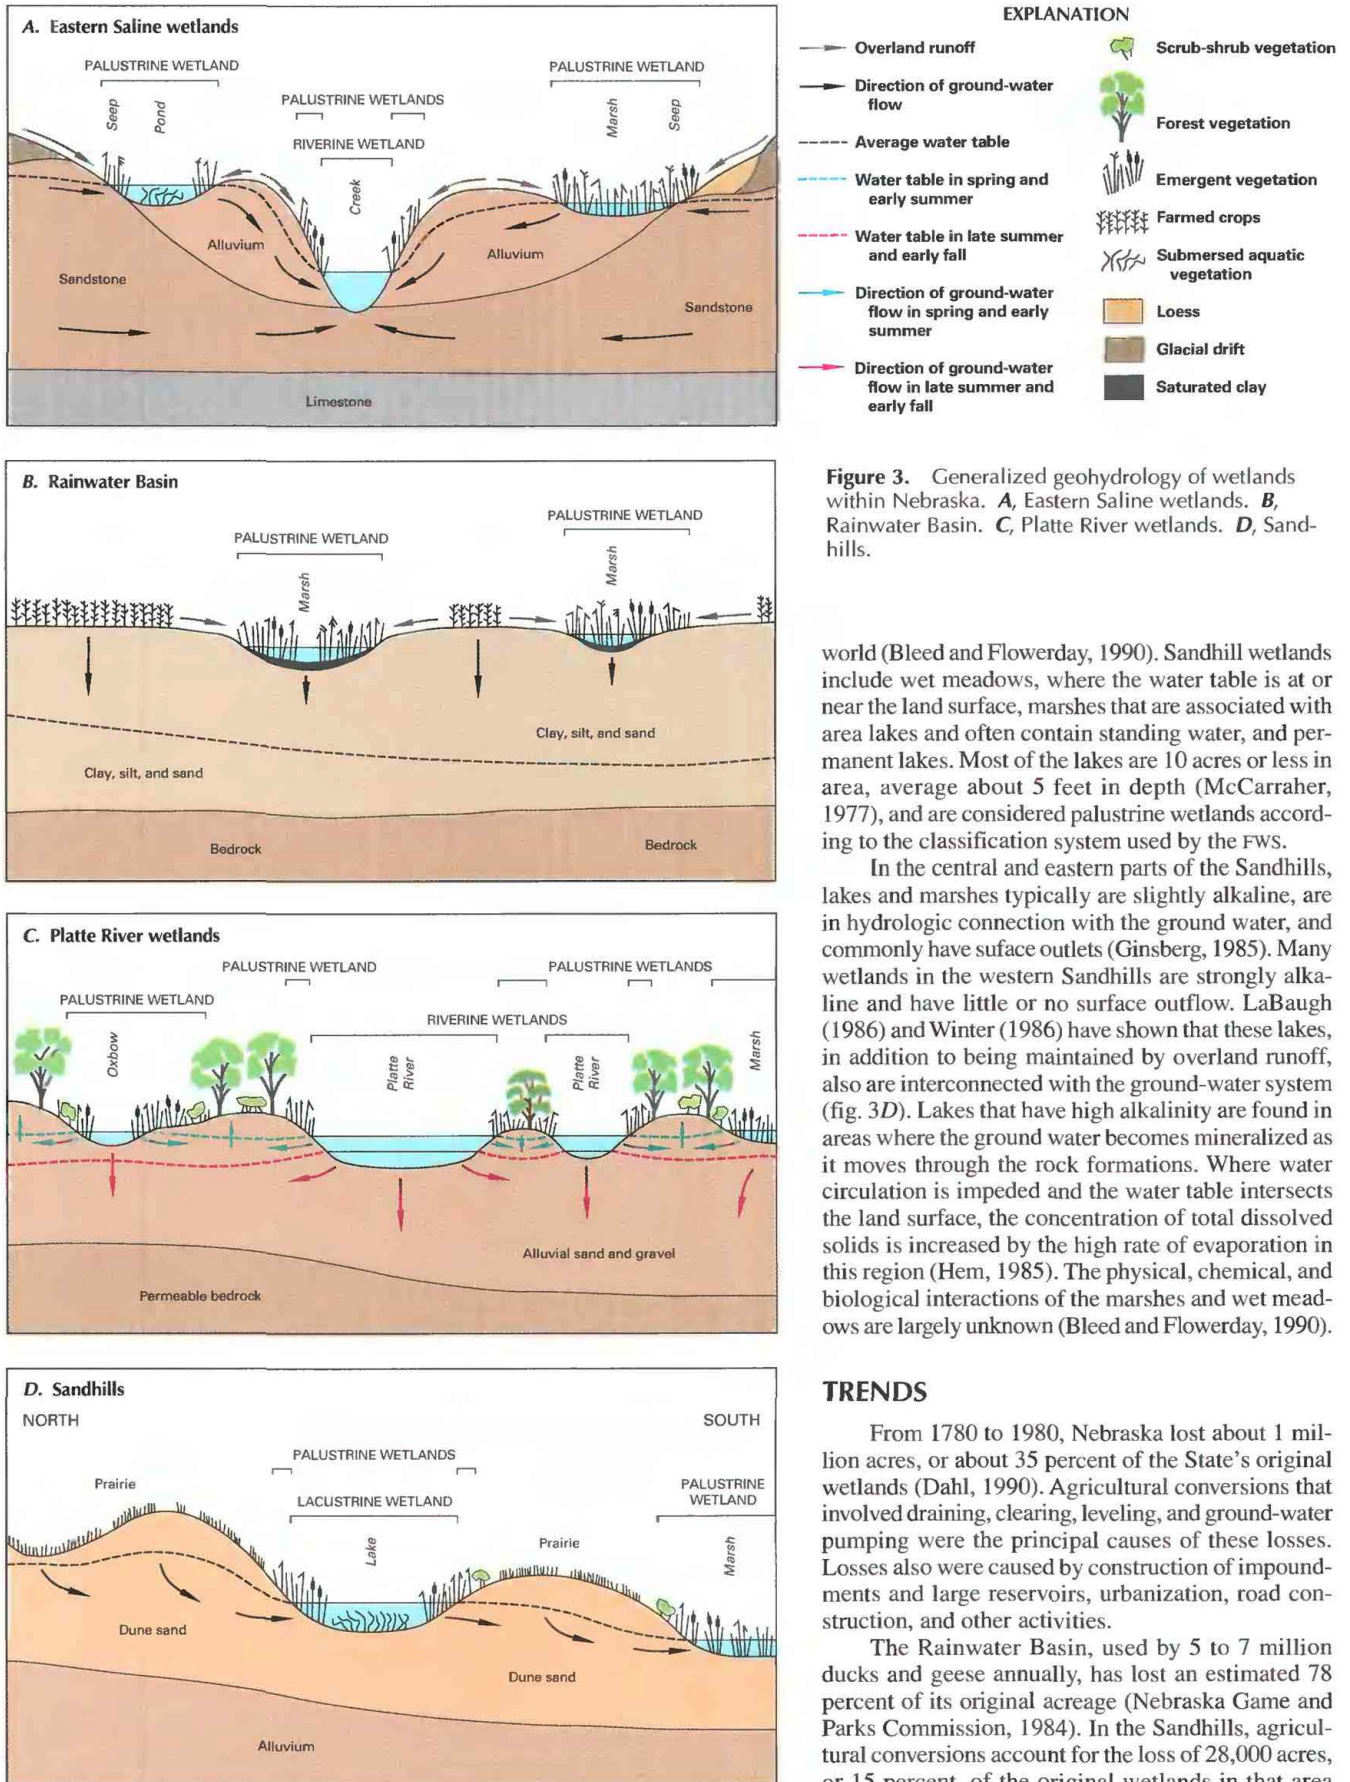 A. Eastern Saline wetlands
PALUSTRINE WETLAND
Seep
Pond
PALUSTRINE WETLANDS
RIVERINE WETLAND
Creek
PALUSTRINE WETLAND
Marsh
Seep
Alluvium
Alluvium
Sandstone
Sandstone
Limestone
EXPLANATION
Overland runoff
Direction of ground-water
flow
Average water table
Water table in spring and
early summer
Water table in late summer
and early fall
Direction of ground-water
flow in spring and early
summer
Direction of ground-water
flow in late summer and
early fall
Scrub-shrub vegetation
Forest vegetation
Emergent vegetation
Farmed crops
Submersed aquatic
vegetation
Loess
Glacial drift
Saturated clay
B. Rainwater Basin
PALUSTRINE WETLAND
Marsh
PALUSTRINE WETLAND
Marsh
Clay, silt, and sand
Clay, silt, and sand
Bedrock
Bedrock
C. Platte River wetlands
PALUSTRINE WETLAND
PALUSTRINE WETLANDS
PALUSTRINE WETLAND
RIVERINE WETLANDS
Oxbow
Platte
River
Platte
River
Marsh
Alluvial sand and gravel
Permeable bedrock
D. Sandhills
NORTH
SOUTH
PALUSTRINE WETLANDS
Prairie
LACUSTRINE WETLAND
PALUSTRINE
WETLAND
Lake
Prairie
Marsh
Dune sand
Dune sand
Alluvium
Figure 3. Generalized geohydrology of wetlands
within Nebraska. A, Eastern Saline wetlands. B,
Rainwater Basin. C, Platte River wetlands. D, Sand-
hills.
world (Bleed and Flowerday, 1990). Sandhill wetlands
include wet meadows, where the water table is at or
near the land surface, marshes that are associated with
area lakes and often contain standing water, and per-
manent lakes. Most of the lakes are 10 acres or less in
area, average about 5 feet in depth (McCarraher,
1977), and are considered palustrine wetlands accord-
ing to the classification system used by the FWS.
In the central and eastern parts of the Sandhills,
lakes and marshes typically are slightly alkaline, are
in hydrologic connection with the ground water, and
commonly have suface outlets (Ginsberg, 1985). Many
wetlands in the western Sandhills are strongly alka-
line and have little or no surface outflow. LaBaugh
(1986) and Winter (1986) have shown that these lakes,
in addition to being maintained by overland runoff,
also are interconnected with the ground-water system
(fig. 3D). Lakes that have high alkalinity are found in
areas where the ground water becomes mineralized as
it moves through the rock formations. Where water
circulation is impeded and the water table intersects
the land surface, the concentration of total dissolved
solids is increased by the high rate of evaporation in
this region (Hem, 1985). The physical, chemical, and
biological interactions of the marshes and wet mead-
ows are largely unknown (Bleed and Flowerday, 1990).
TRENDS
From 1780 to 1980, Nebraska lost about 1 mil-
lion acres, or about 35 percent of the State's original
wetlands (Dahl, 1990). Agricultural conversions that
involved draining, clearing, leveling, and ground-water
pumping were the principal causes of these losses.
Losses also were caused by construction of impound-
ments and large reservoirs, urbanization, road con-
struction, and other activities.
The Rainwater Basin, used by 5 to 7 million
ducks and geese annually, has lost an estimated 78
percent of its original acreage (Nebraska Game and
Parks Commission, 1984). In the Sandhills, agricul-
tural conversions account for the loss of 28,000 acres,
or 15 percent, of the original wetlands in that area